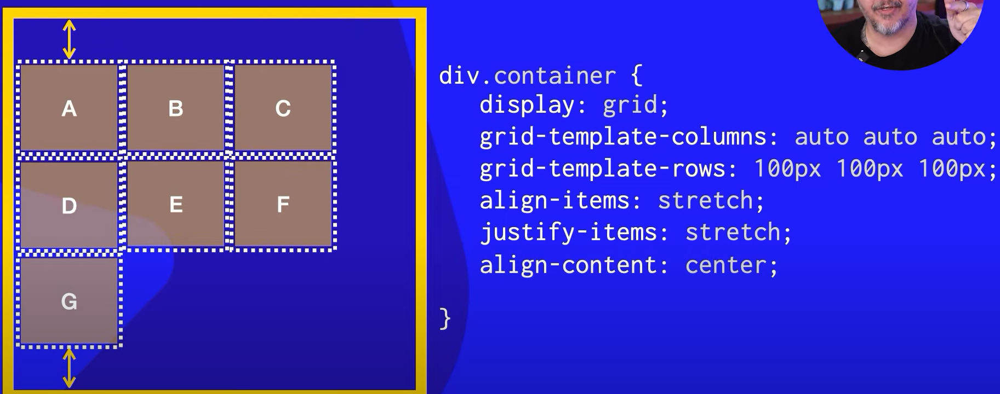 A B C
D E F
G
div.container {
display: grid;
grid-template-columns: auto auto auto;
grid-template-rows: 100px 100px 100px;
align-items: stretch;
justify-items: stretch;
align-content: center;
}